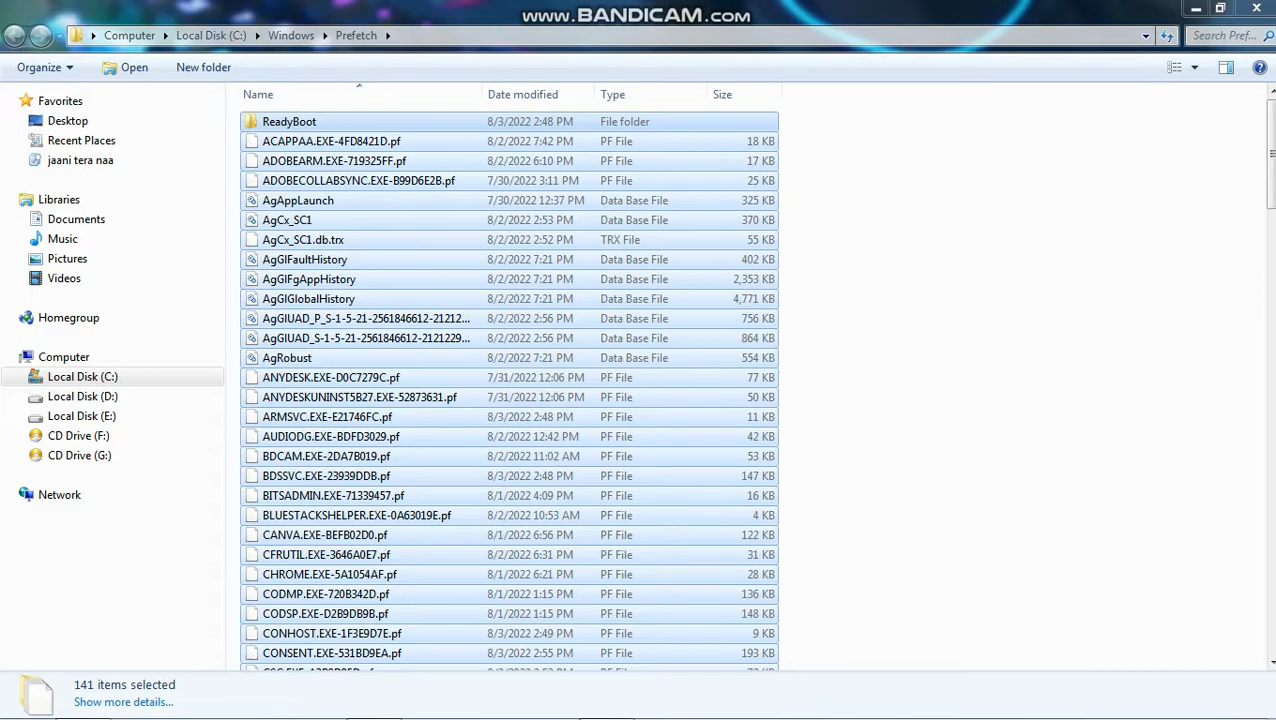 www.BANDICAM.com
Computer Local Disk (C:) Windows Prefetch Search Pref...
Organize Open New folder
Name Date modified Type Size
Favorites
Desktop
Recent Places
jaani tera naa
Libraries
Documents
Music
Pictures
Videos
Homegroup
Computer
Local Disk (C:)
Local Disk (D:)
Local Disk (E:)
CD Drive (F:)
CD Drive (G:)
Network
ReadyBoot 8/3/2022 2:48 PM File folder
ACAPPAA.EXE-4FD8421D.pf 8/2/2022 7:42 PM PF File 18 KB
ADOBEARM.EXE-719325FF.pf 8/2/2022 6:10 PM PF File 17 KB
ADOBECOLLABSYNC.EXE-B99D6E2B.pf 7/30/2022 3:11 PM PF File 25 KB
AgAppLaunch 7/30/2022 12:37 PM Data Base File 325 KB
AgCx_SC1 8/2/2022 2:53 PM Data Base File 370 KB
AgCx_SC1.db.trx 8/2/2022 2:52 PM TRX File 55 KB
AgGlFaultHistory 8/2/2022 7:21 PM Data Base File 402 KB
AgGlFgAppHistory 8/2/2022 7:21 PM Data Base File 2,353 KB
AgGlGlobalHistory 8/2/2022 7:21 PM Data Base File 4,771 KB
AgGlUAD_P_S-1-5-21-2561846612-21212... 8/2/2022 2:56 PM Data Base File 756 KB
AgGlUAD_S-1-5-21-2561846612-2121229... 8/2/2022 2:56 PM Data Base File 864 KB
AgRobust 8/2/2022 7:21 PM Data Base File 554 KB
ANYDESK.EXE-D0C7279C.pf 7/31/2022 12:06 PM PF File 77 KB
ANYDESKUNINST5B27.EXE-52873631.pf 7/31/2022 12:06 PM PF File 50 KB
ARMSVC.EXE-E21746FC.pf 8/3/2022 2:48 PM PF File 11 KB
AUDIODG.EXE-BDFD3029.pf 8/2/2022 12:42 PM PF File 42 KB
BDCAM.EXE-2DA7B019.pf 8/2/2022 11:02 AM PF File 53 KB
BDSSVC.EXE-23939DDB.pf 8/3/2022 2:48 PM PF File 147 KB
BITSADMIN.EXE-71339457.pf 8/1/2022 4:09 PM PF File 16 KB
BLUESTACKSHELPER.EXE-0A63019E.pf 8/2/2022 10:53 AM PF File 4 KB
CANVA.EXE-BEFB02D0.pf 8/1/2022 6:56 PM PF File 122 KB
CFRUTIL.EXE-3646A0E7.pf 8/2/2022 6:31 PM PF File 31 KB
CHROME.EXE-5A1054AF.pf 8/1/2022 6:21 PM PF File 28 KB
CODMP.EXE-720B342D.pf 8/1/2022 1:15 PM PF File 136 KB
CODSP.EXE-D2B9DB9B.pf 8/1/2022 1:15 PM PF File 148 KB
CONHOST.EXE-1F3E9D7E.pf 8/3/2022 2:49 PM PF File 9 KB
CONSENT.EXE-531BD9EA.pf 8/3/2022 2:55 PM PF File 193 KB
141 items selected
Show more details...